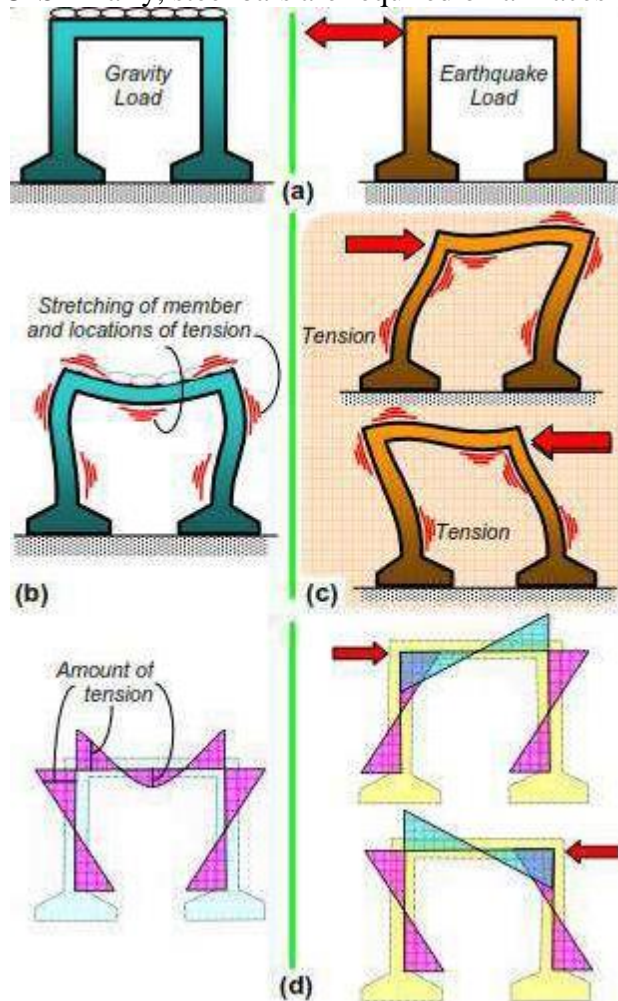 Gravity
Load
Earthquake
Load
(a)
Stretching of member
and locations of tension
Tension
Tension
(b)
(c)
Amount of
tension
(d)